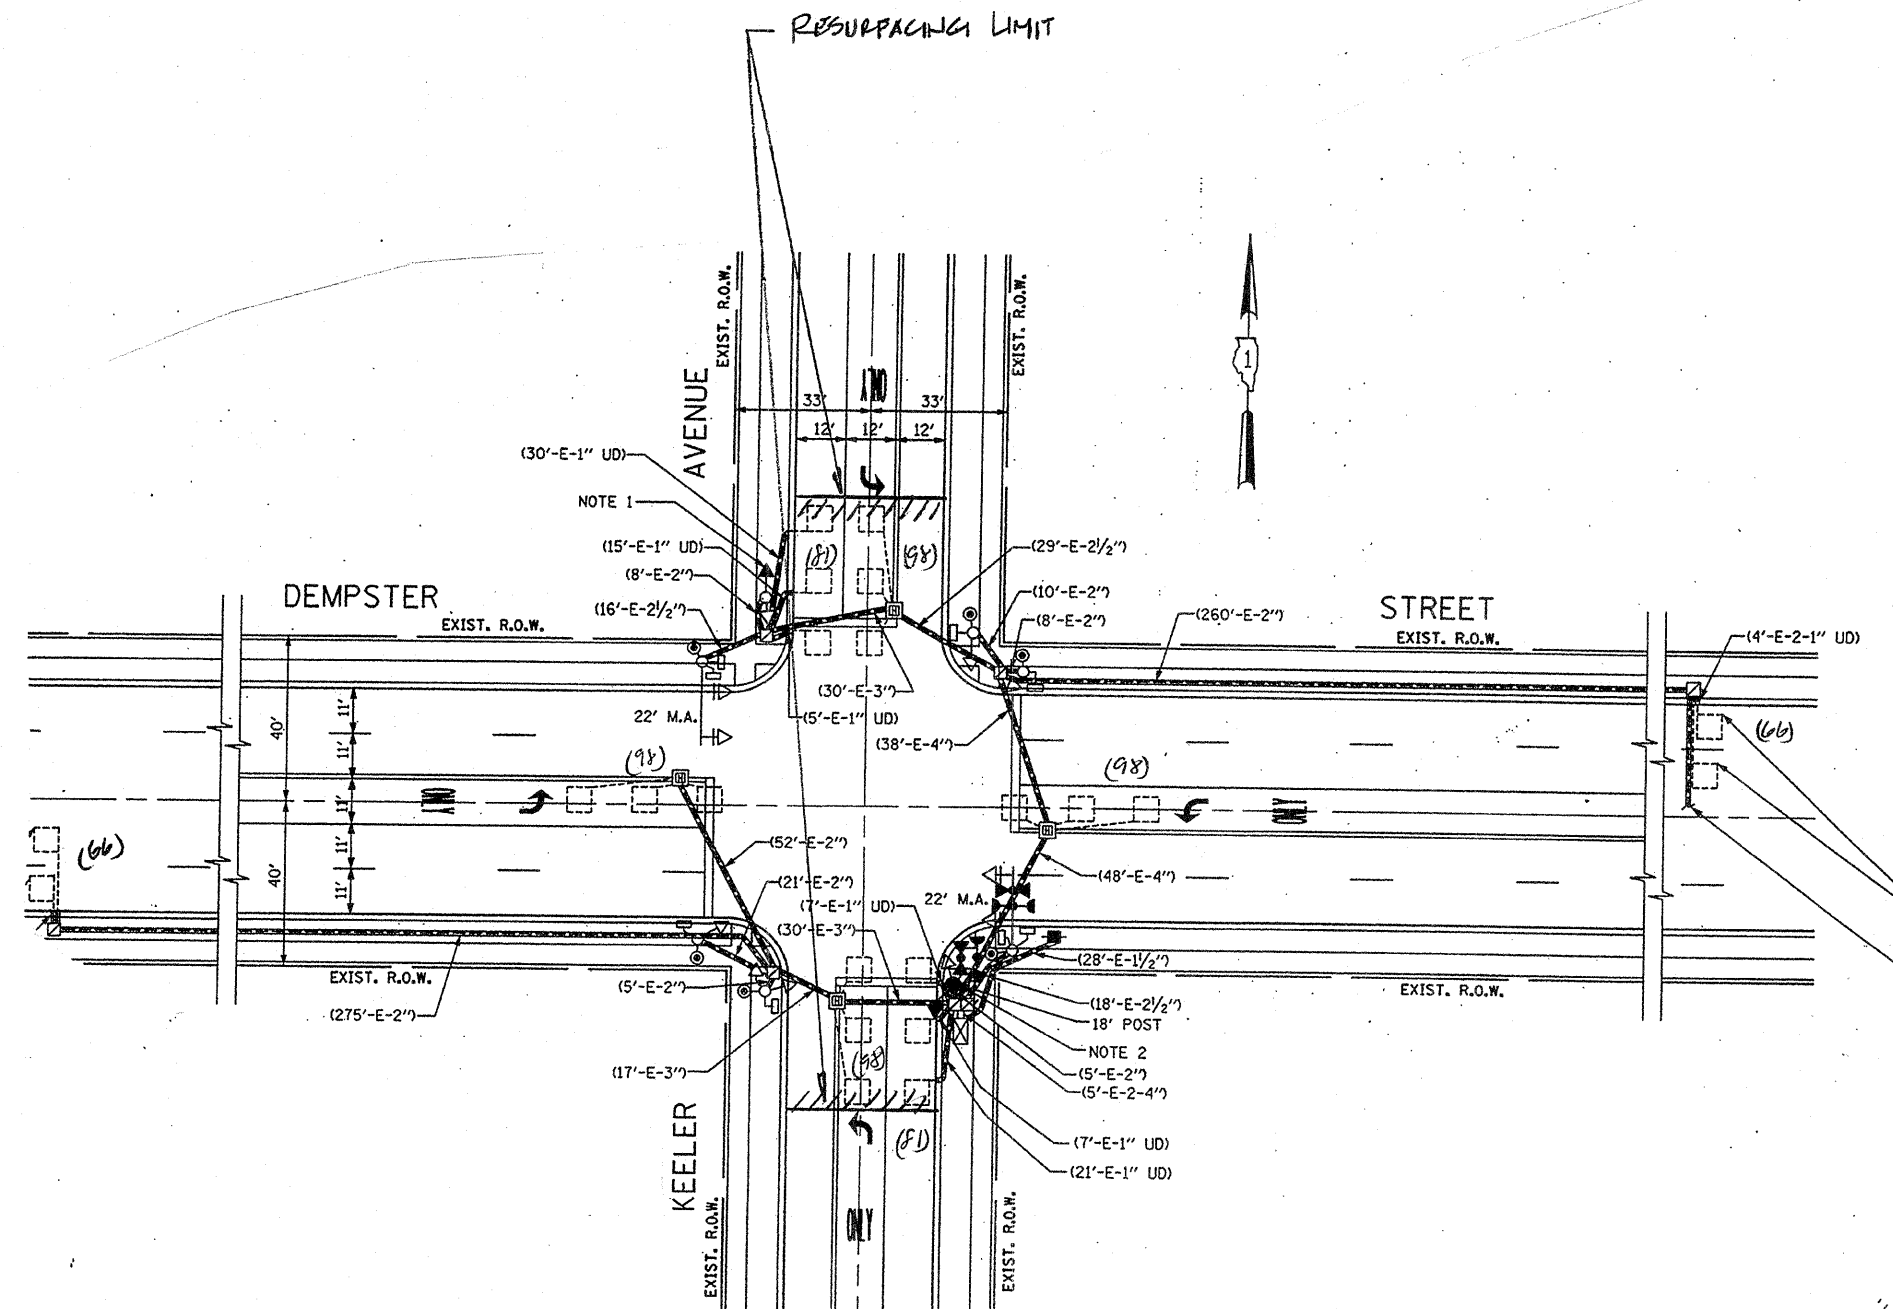 RESURFACING LIMIT
EXIST. R.O.W.
EXIST. R.O.W.
1
AVENUE
ONLY
33'
33'
12'
12'
12'
(30'-E-1" UD)
NOTE 1
(15'-E-1" UD)
(81)
(98)
(29'-E-2½")
(8'-E-2")
(10'-E-2")
DEMPSTER
(16'-E-2½")
(8'-E-2")
(260'-E-2")
STREET
EXIST. R.O.W.
EXIST. R.O.W.
(4'-E-2-1" UD)
(30'-E-3")
40'
11'
22' M.A.
(5'-E-1" UD)
(38'-E-4")
(66)
11'
(98)
(98)
11'
ONLY
ONLY
(66)
11'
(52'-E-2")
40'
11'
(21'-E-2")
(48'-E-4")
(7'-E-1" UD)
22' M.A.
(30'-E-3")
EXIST. R.O.W.
(28'-E-1½")
(5'-E-2")
EXIST. R.O.W.
(275'-E-2")
(18'-E-2½")
18' POST
NOTE 2
(17'-E-3")
(98)
(5'-E-2")
(5'-E-2-4")
KEELER
(81)
(7'-E-1" UD)
(21'-E-1" UD)
ONLY
EXIST. R.O.W.
EXIST. R.O.W.